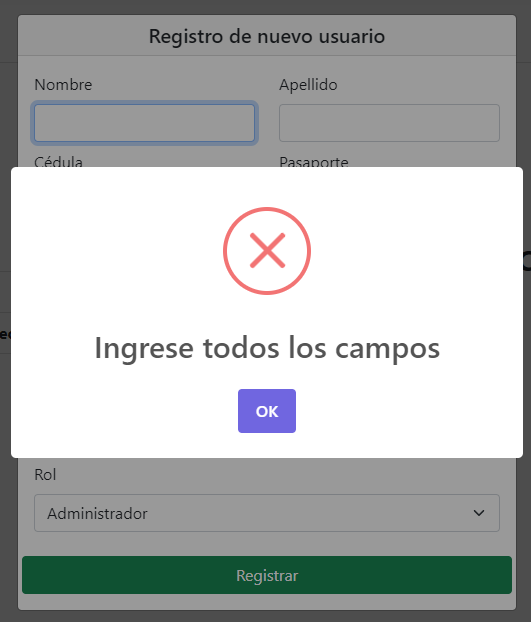 Registro de nuevo usuario
Nombre Apellido
Cédula Pasaporte
Ingrese todos los campos
OK
Rol
Administrador
Registrar